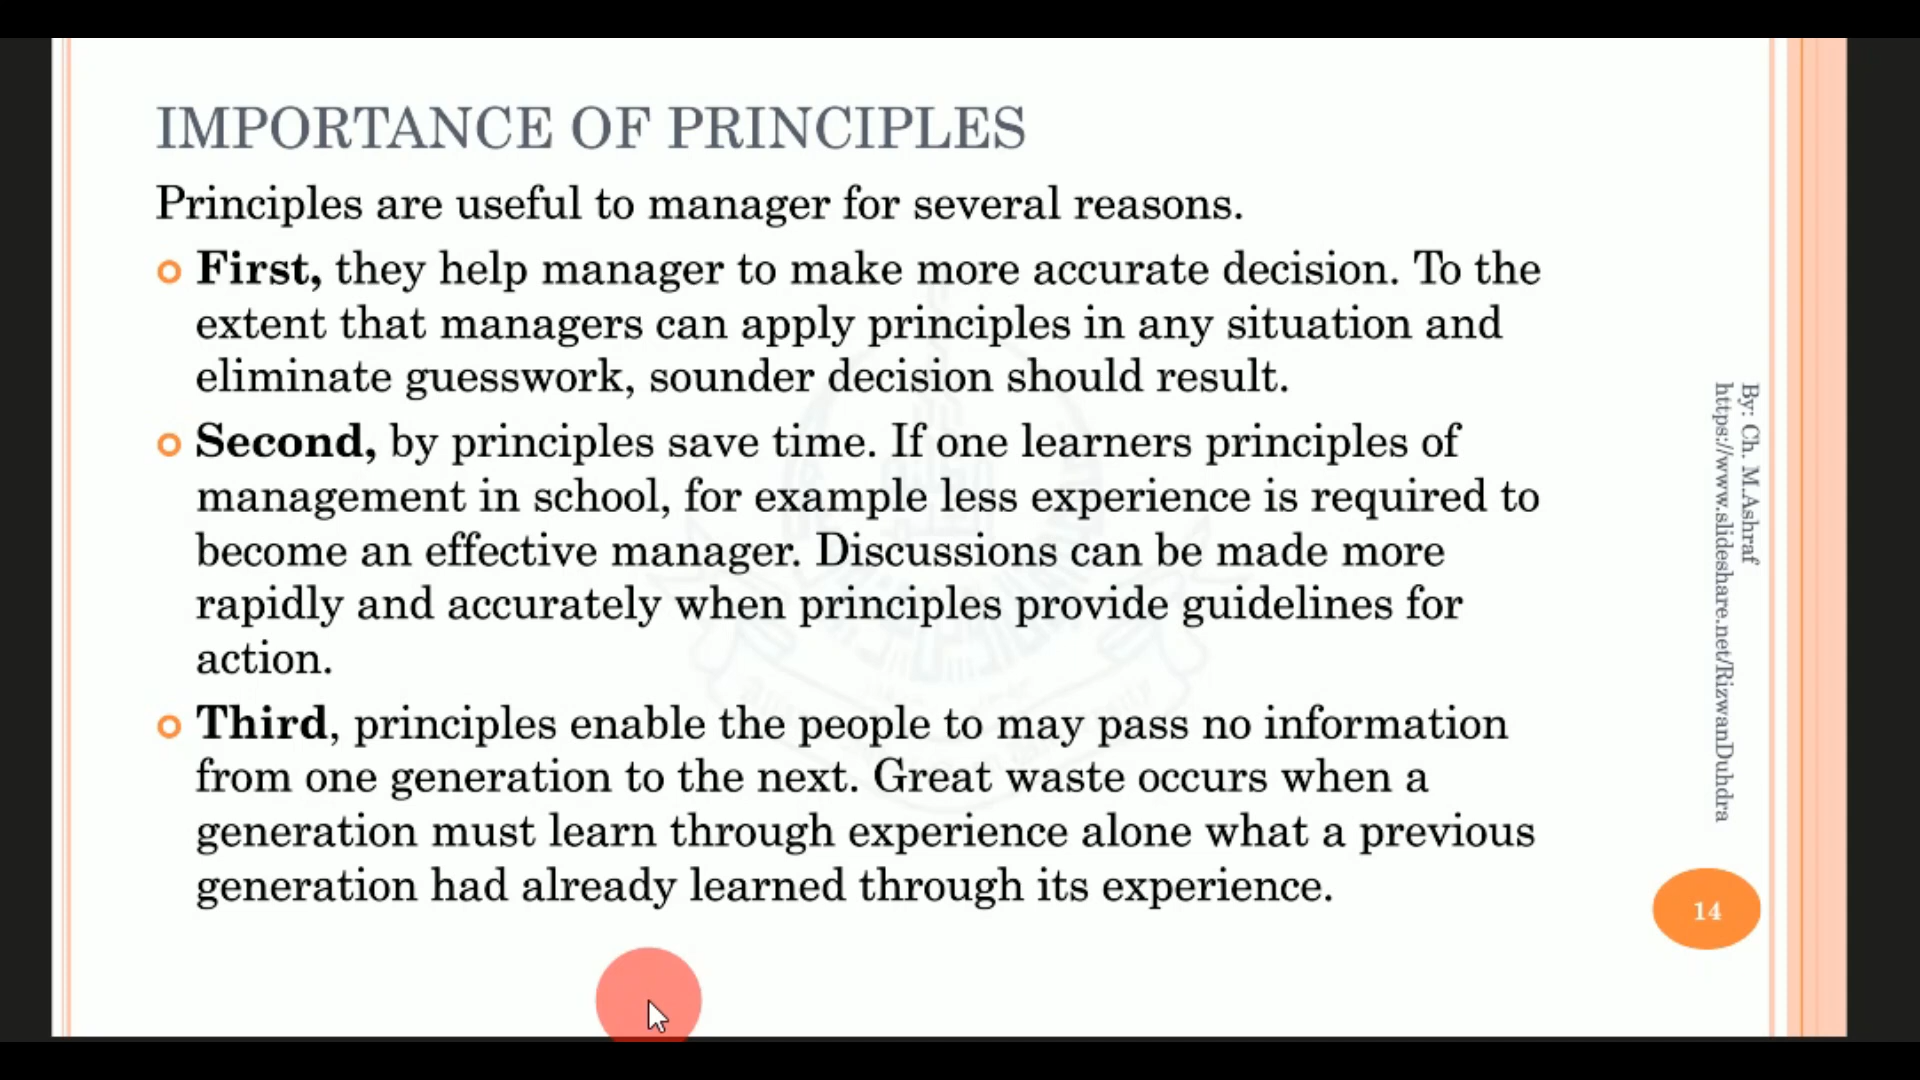 IMPORTANCE OF PRINCIPLES
Principles are useful to manager for several reasons.
First, they help manager to make more accurate decision. To the
extent that managers can apply principles in any situation and
eliminate guesswork, sounder decision should result.
Second, by principles save time. If one learners principles of
management in school, for example less experience is required to
become an effective manager. Discussions can be made more
rapidly and accurately when principles provide guidelines for
action.
Third, principles enable the people to may pass no information
from one generation to the next. Great waste occurs when a
generation must learn through experience alone what a previous
generation had already learned through its experience.
By: Ch. M.Ashraf
https://www.slideshare.net/RizwanDuhdra
14